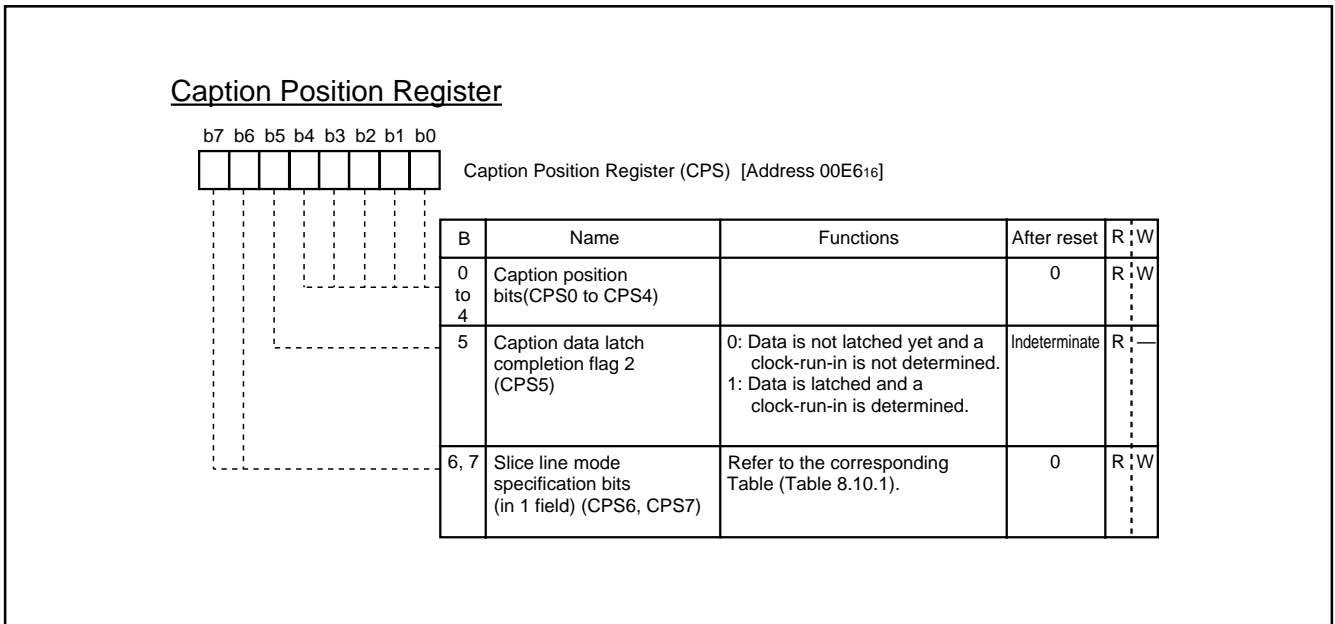 Caption Position Register
b7 b6 b5 b4 b3 b2 b1 b0
Caption Position Register (CPS) [Address 00E616]
B Name Functions After reset R W
0 to 4 Caption position bits(CPS0 to CPS4) 0 R W
5 Caption data latch completion flag 2 (CPS5) 0: Data is not latched yet and a clock-run-in is not determined. 1: Data is latched and a clock-run-in is determined. Indeterminate R —
6, 7 Slice line mode specification bits (in 1 field) (CPS6, CPS7) Refer to the corresponding Table (Table 8.10.1). 0 R W